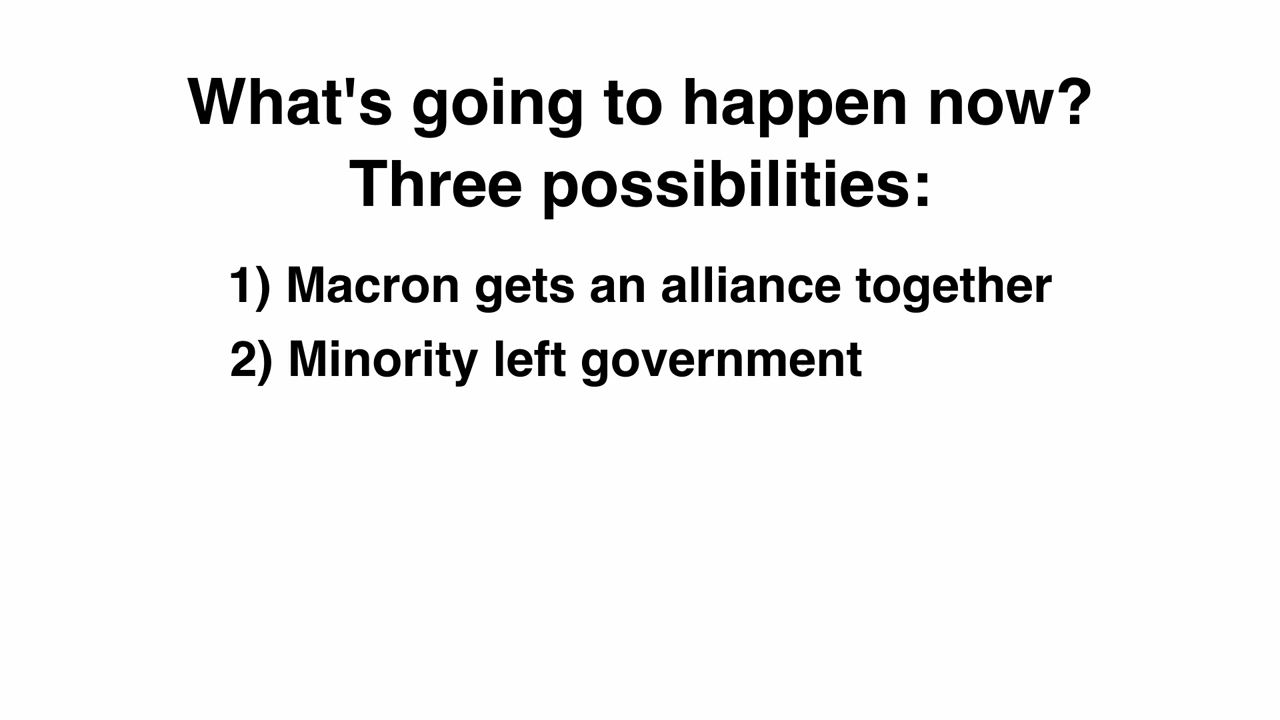 What's going to happen now?
Three possibilities:
1) Macron gets an alliance together
2) Minority left government